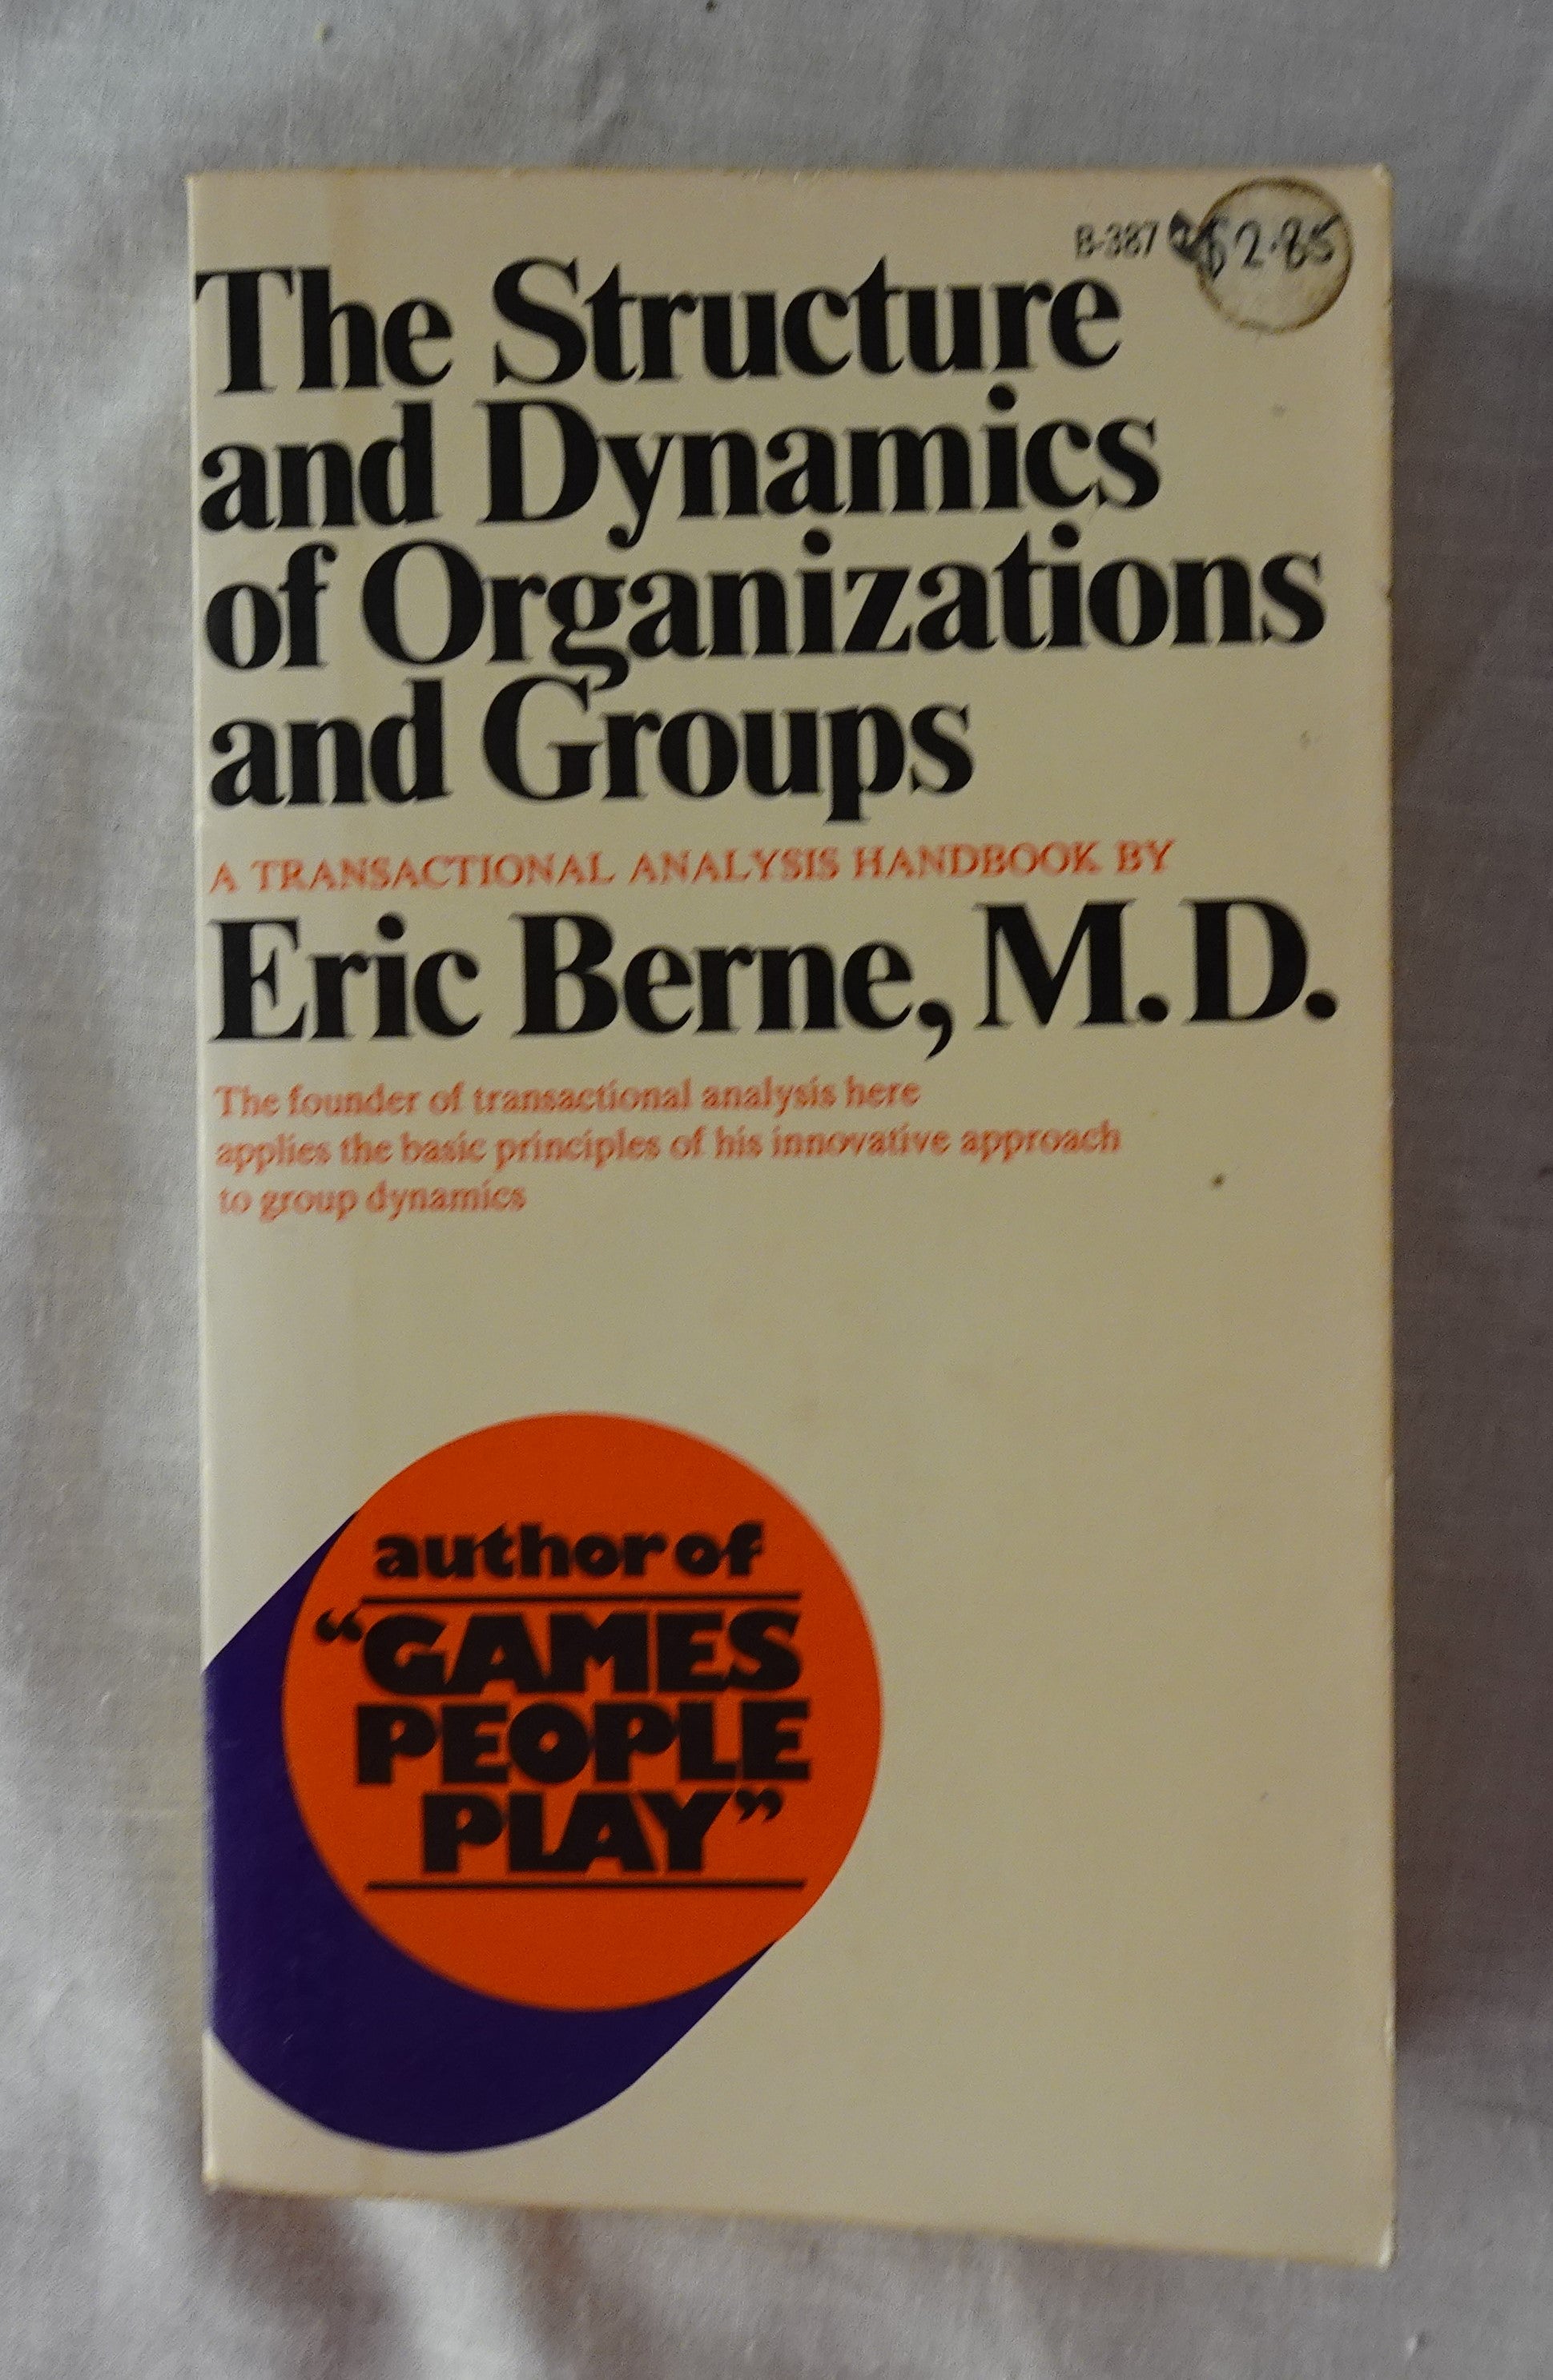 B-387 $2.85
The Structure
and Dynamics
of Organizations
and Groups
A TRANSACTIONAL ANALYSIS HANDBOOK BY
Eric Berne, M.D.
The founder of transactional analysis here
applies the basic principles of his innovative approach
to group dynamics
author of
“GAMES
PEOPLE
PLAY”